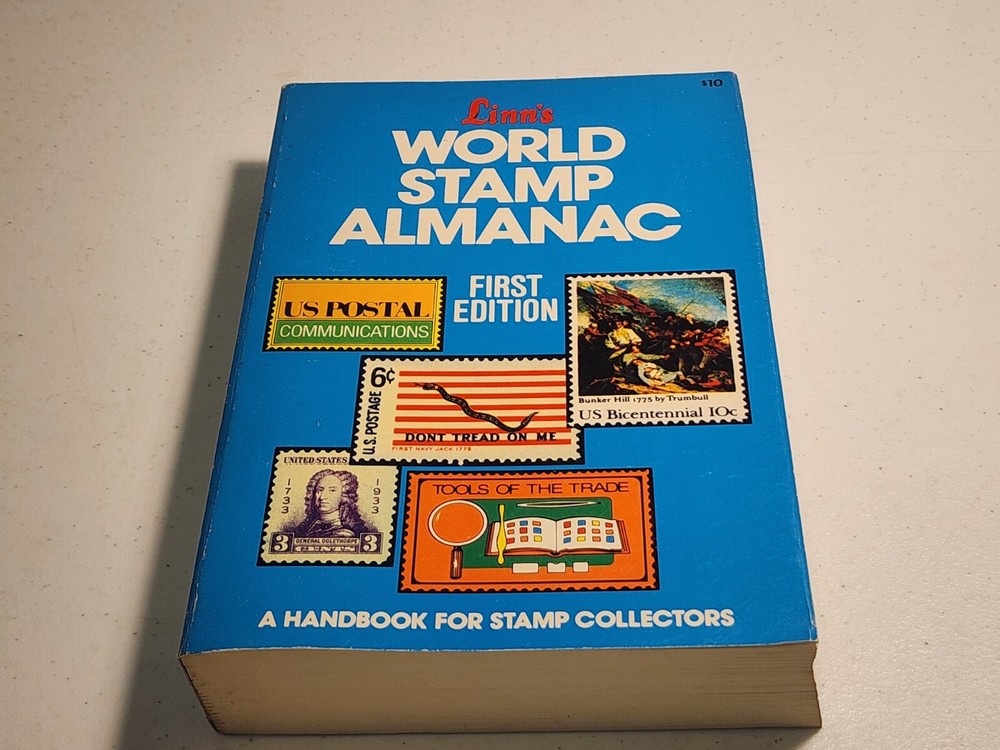 $10
Linn's
WORLD
STAMP
ALMANAC
FIRST
EDITION
US POSTAL
COMMUNICATIONS
Bunker Hill 1775 by Trumbull
US Bicentennial 10c
6¢
U.S. POSTAGE
DONT TREAD ON ME
FIRST NAVY JACK 1775
UNITED STATES
1733
1933
GENERAL OGLETHORPE
3 CENTS 3
TOOLS OF THE TRADE
A HANDBOOK FOR STAMP COLLECTORS